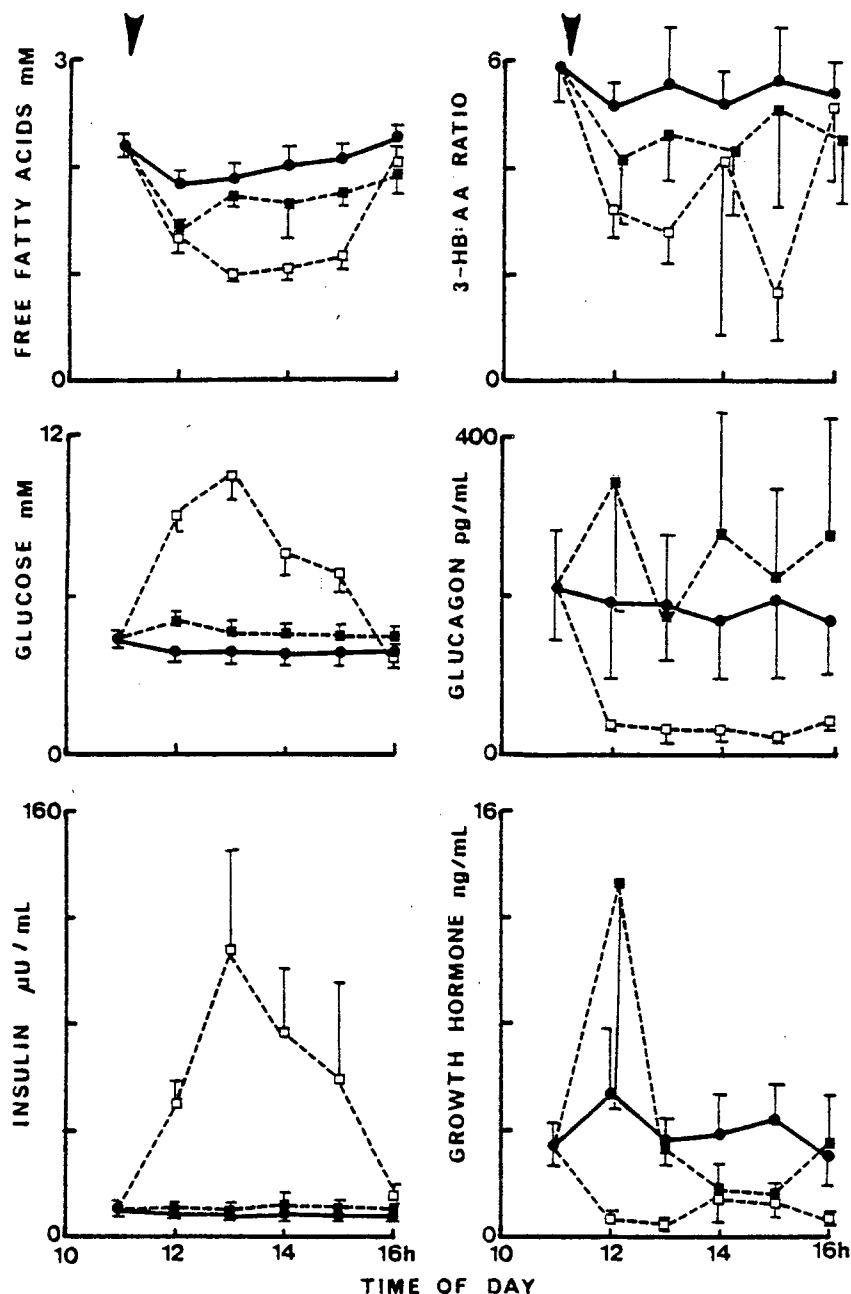 3
FREE FATTY ACIDS mM
0
6
3-HB:AA RATIO
0
12
GLUCOSE mM
0
400
GLUCAGON pg/mL
0
160
INSULIN µU/mL
0
10 12 14 16h
16
GROWTH HORMONE ng/mL
0
10 12 14 16h
TIME OF DAY